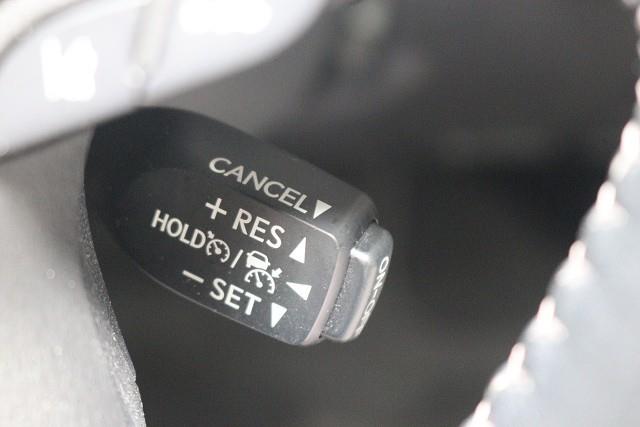 CANCEL
+ RES
HOLD /
- SET